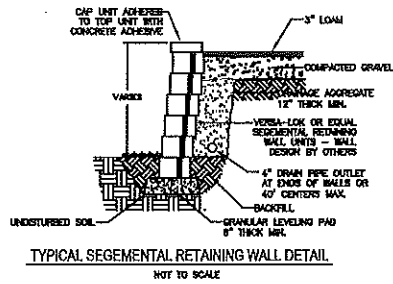 CAP UNIT ADHERED
TO TOP UNIT WITH
CONCRETE ADHESIVE
3" LOAM
COMPACTED GRAVEL
DRAINAGE AGGREGATE
12" THICK MIN.
VARIES
VERSA-LOK OR EQUAL
SEGEMENTAL RETAINING
WALL UNITS - WALL
DESIGN BY OTHERS
4" DRAIN PIPE OUTLET
AT ENDS OF WALLS OR
40' CENTERS MAX.
BACKFILL
UNDISTURBED SOIL
GRANULAR LEVELING PAD
6" THICK MIN.
TYPICAL SEGEMENTAL RETAINING WALL DETAIL
NOT TO SCALE